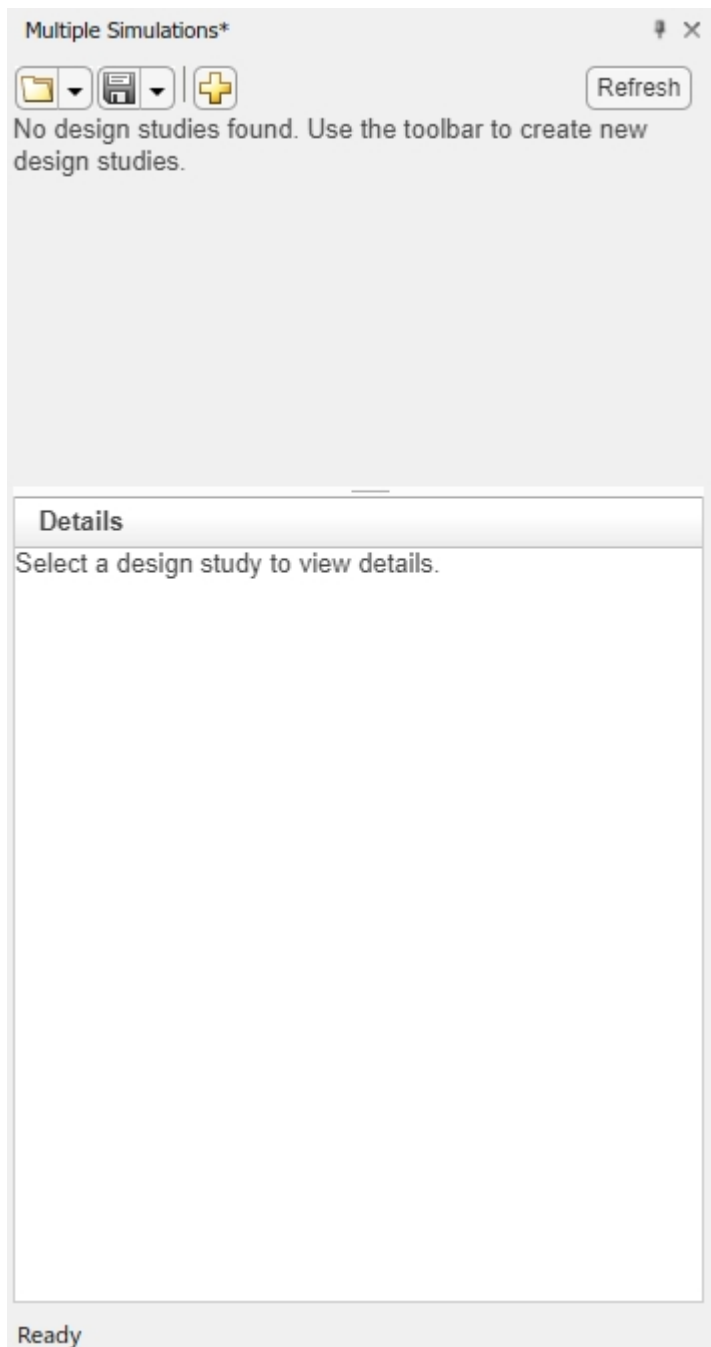 Multiple Simulations*
Refresh
No design studies found. Use the toolbar to create new
design studies.
Details
Select a design study to view details.
Ready